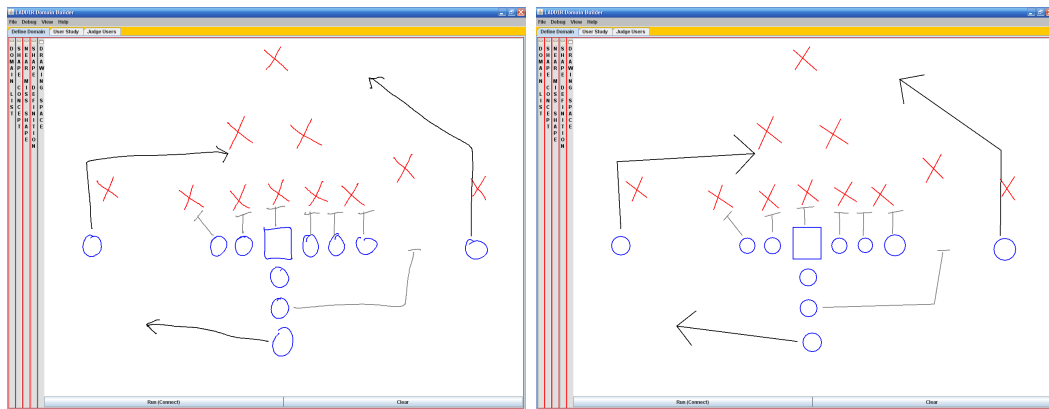 LADDER Domain Builder
File Debug View Help
Define Domain User Study Judge Users
DOMAIN LIST
SHAPE CONCEPT
NEAR MISS SHAPE
SHAPE DEFINITION
DRAWING SPACE
Run (Connect) Clear
LADDER Domain Builder
File Debug View Help
Define Domain User Study Judge Users
DOMAIN LIST
SHAPE CONCEPT
NEAR MISS SHAPE
SHAPE DEFINITION
DRAWING SPACE
Run (Connect) Clear